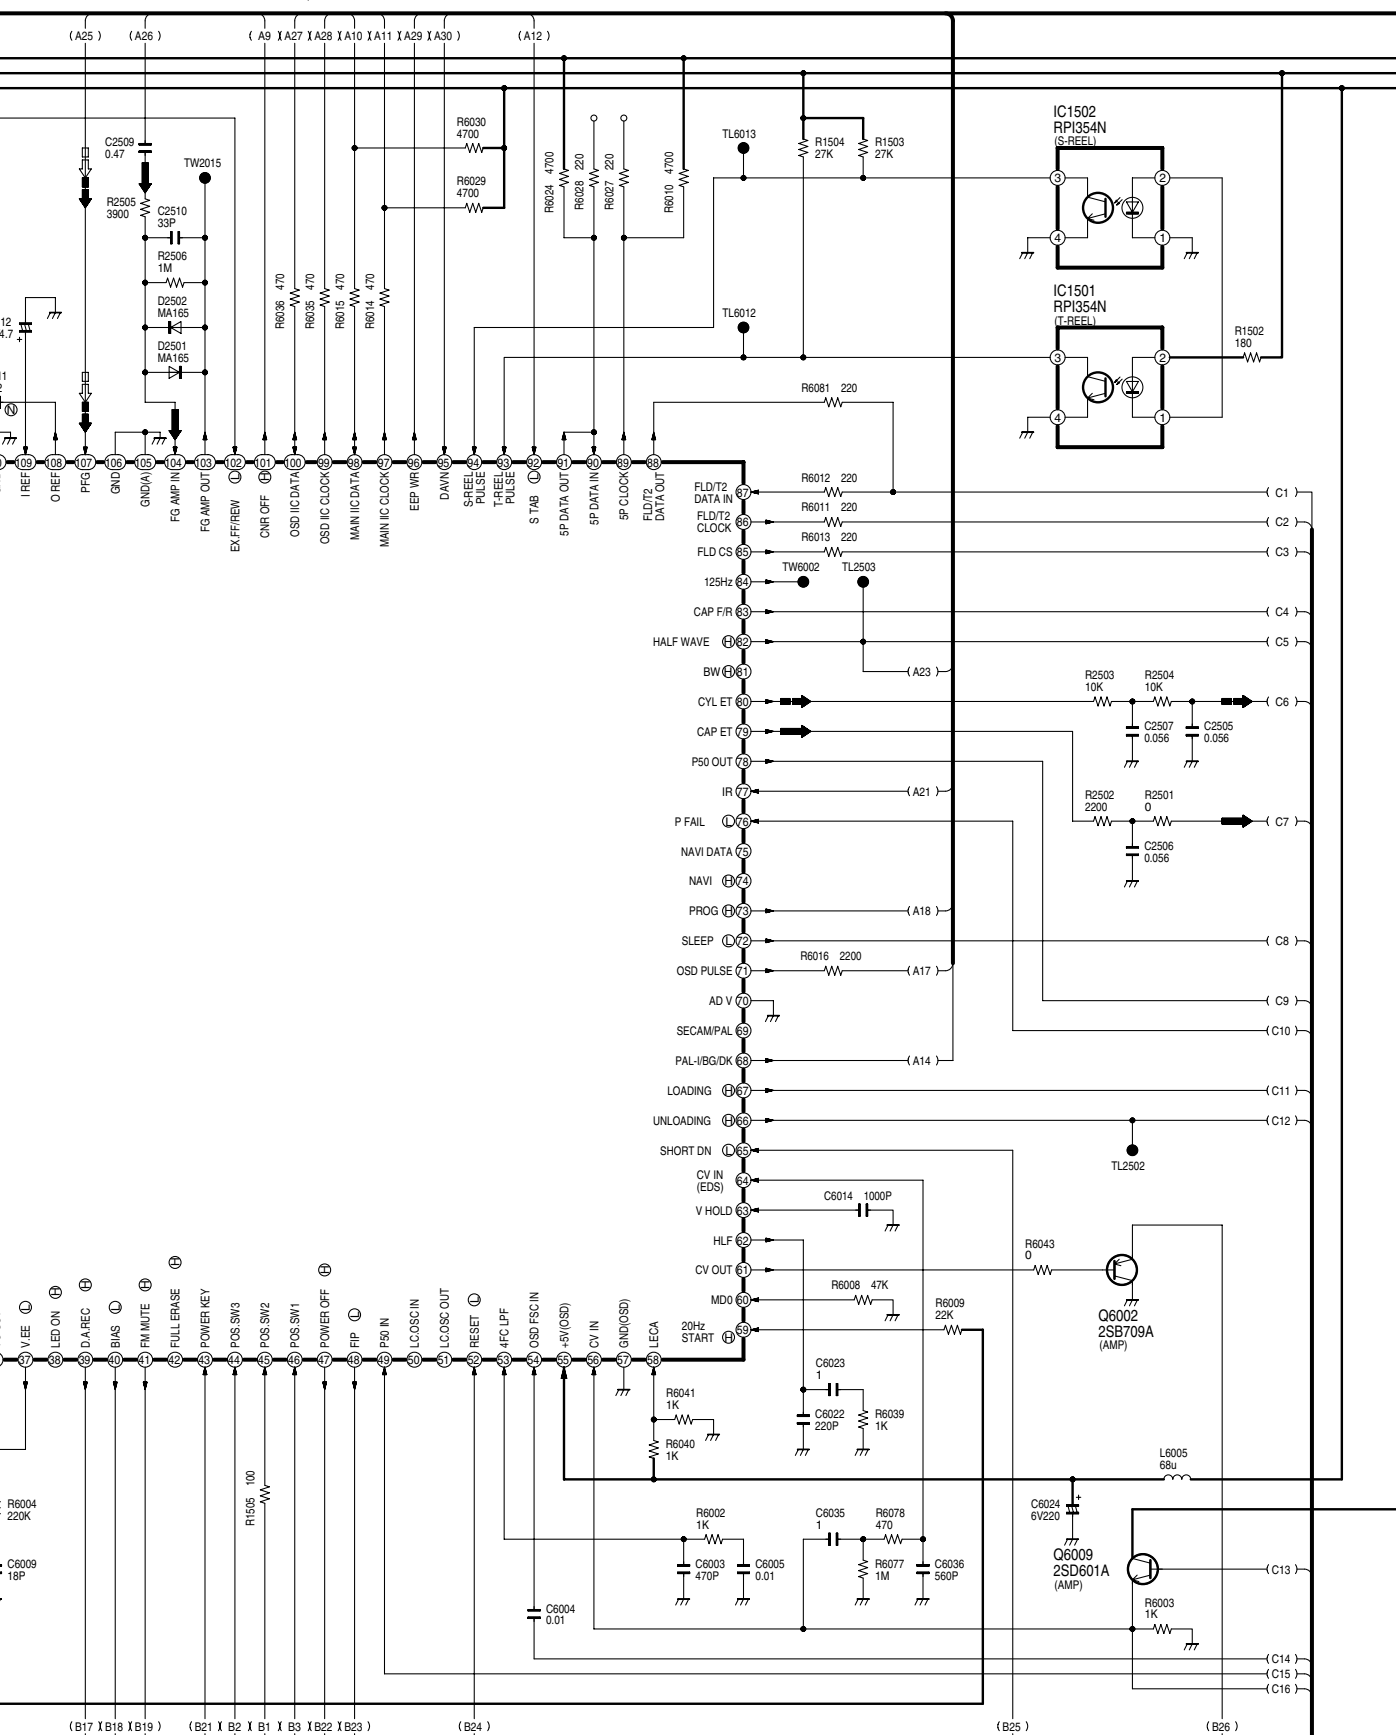 (A25) (A26) (A9)(A27)(A28)(A10)(A11)(A29)(A30) (A12)
C2509
0.47
TW2015
R2505
3900
C2510
33P
R2506
1M
D2502
MA165
D2501
MA165
R6036 470
R6035 470
R6015 470
R6014 470
R6030
4700
R6029
4700
R6024 4700
R6028 220
R6027 220
R6010 4700
TL6013
TL6012
R1504
27K
R1503
27K
IC1502
RPI354N
(S-REEL)
3 2
4 1
IC1501
RPI354N
(T-REEL)
3 2
4 1
R1502
180
12
4.7
+
11
N
109 108 107 106 105 104 103 102 101 100 99 98 97 96 95 94 93 92 91 90 89 88
I REF
O REF
PFG
GND
GND(A)
FG AMP IN
FG AMP OUT
EX.FF/REW L
CNR OFF H
OSD IIC DATA
OSD IIC CLOCK
MAIN IIC DATA
MAIN IIC CLOCK
EEP WR
DAVN
S-REEL
PULSE
T-REEL
PULSE
S TAB L
5P DATA OUT
5P DATA IN
5P CLOCK
FLD/T2
DATA OUT
R6081 220
FLD/T2
DATA IN 87
R6012 220
(C1)
FLD/T2
CLOCK 86
R6011 220
(C2)
FLD CS 85
R6013 220
(C3)
125Hz 84
TW6002
TL2503
CAP F/R 83 (C4)
HALF WAVE H 82 (C5)
BW H 81 (A23)
CYL ET 80
R2503
10K
R2504
10K
(C6)
C2507
0.056
C2505
0.056
CAP ET 79
P50 OUT 78
IR 77 (A21)
R2502
2200
R2501
0
P FAIL L 76
(C7)
C2506
0.056
NAVI DATA 75
NAVI H 74
PROG H 73 (A18)
SLEEP L 72 (C8)
OSD PULSE 71 R6016 2200 (A17)
AD V 70 (C9)
SECAM/PAL 69 (C10)
PAL-I/BG/DK 68 (A14)
LOADING H 67 (C11)
UNLOADING H 66 (C12)
SHORT DN L 65
TL2502
CV IN
(EDS) 64
V HOLD 63
C6014 1000P
HLF 62
CV OUT 61
R6043
0
Q6002
2SB709A
(AMP)
MD0 60
R6008 47K
20Hz
START H 59
R6009
22K
V.EE L
LED ON H
D.A.REC H
BIAS L
FM MUTE H
FULL ERASE H
POWER KEY
POS.SW3
POS.SW2
POS.SW1
POWER OFF H
FIP L
P50 IN
LC.OSC IN
LC.OSC OUT
RESET L
4FC LPF
OSD FSC IN
+5V(OSD)
CV IN
GND(OSD)
LECA
37 38 39 40 41 42 43 44 45 46 47 48 49 50 51 52 53 54 55 56 57 58
C6023
1
C6022
220P
R6039
1K
R6041
1K
R6040
1K
L6005
68u
R1505 100
R6004
220K
C6009
18P
R6002
1K
C6003
470P
C6005
0.01
C6035
1
R6078
470
R6077
1M
C6036
560P
C6024
6V220
+
Q6009
2SD601A
(AMP)
(C13)
C6004
0.01
R6003
1K
(C14)
(C15)
(C16)
(B17)(B18)(B19) (B21)(B2)(B1)(B3)(B22)(B23) (B24) (B25) (B26)